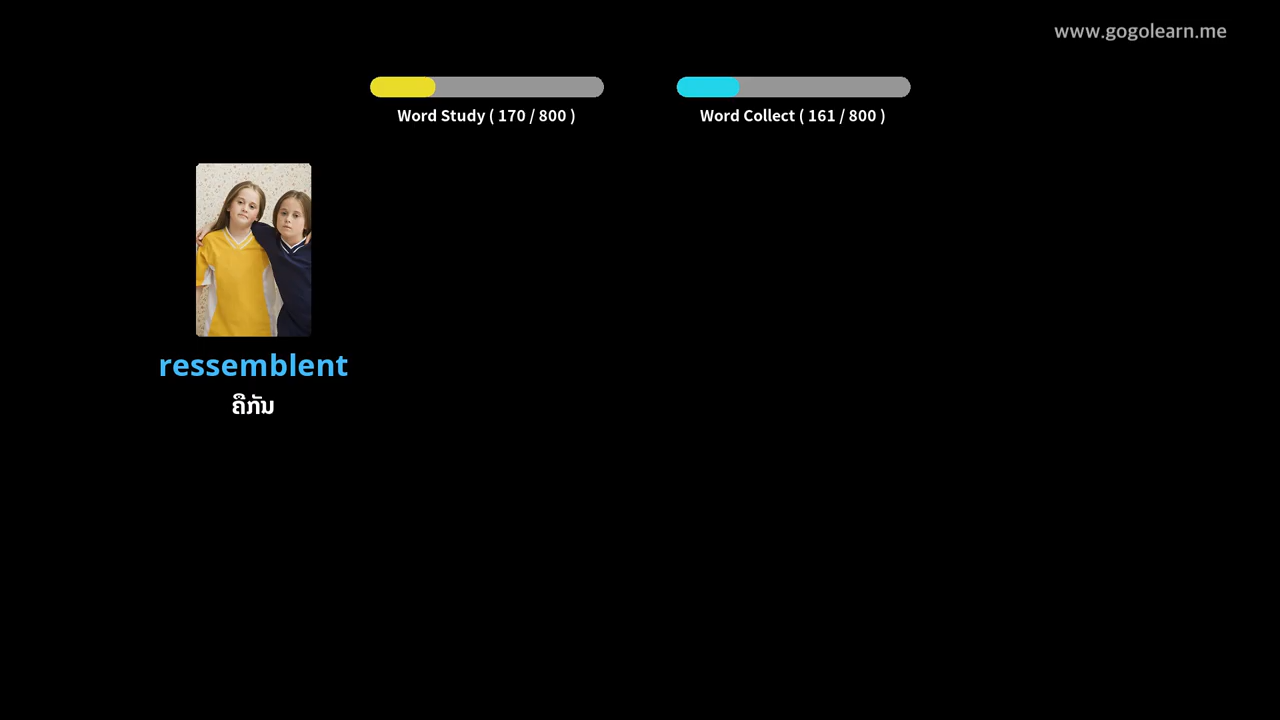 www.gogolearn.me
Word Study ( 170 / 800 )
Word Collect ( 161 / 800 )
ressemblent
ຄືກັນ